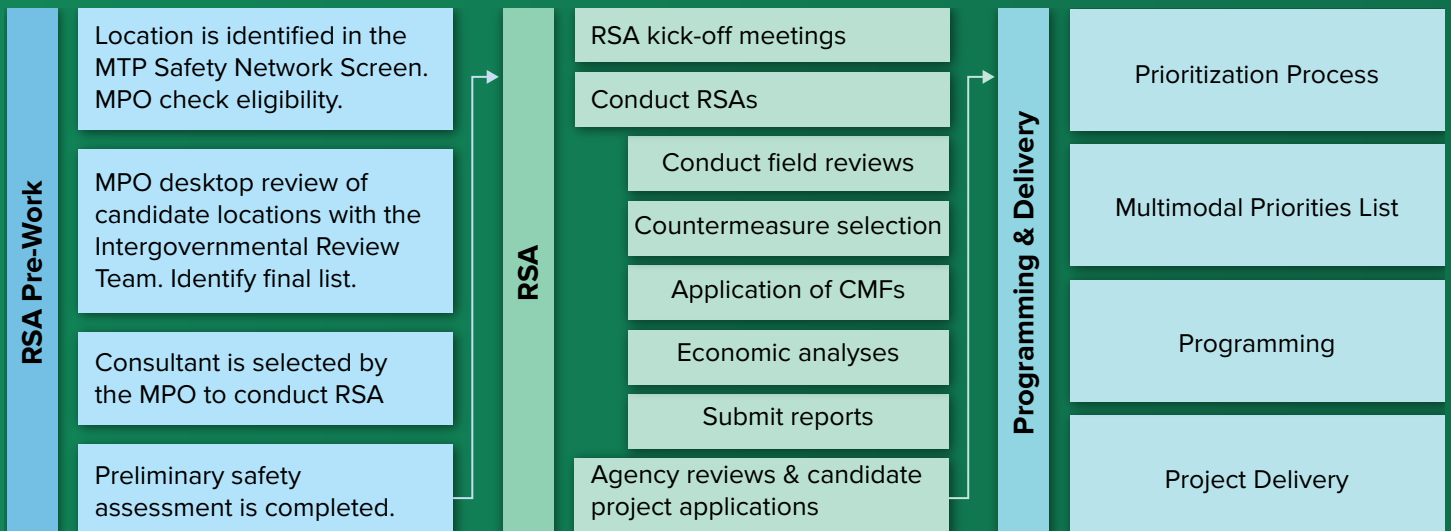 RSA Pre-Work
Location is identified in the
MTP Safety Network Screen.
MPO check eligibility.
MPO desktop review of
candidate locations with the
Intergovernmental Review
Team. Identify final list.
Consultant is selected by
the MPO to conduct RSA
Preliminary safety
assessment is completed.
RSA
RSA kick-off meetings
Conduct RSAs
Conduct field reviews
Countermeasure selection
Application of CMFs
Economic analyses
Submit reports
Agency reviews & candidate
project applications
Programming & Delivery
Prioritization Process
Multimodal Priorities List
Programming
Project Delivery